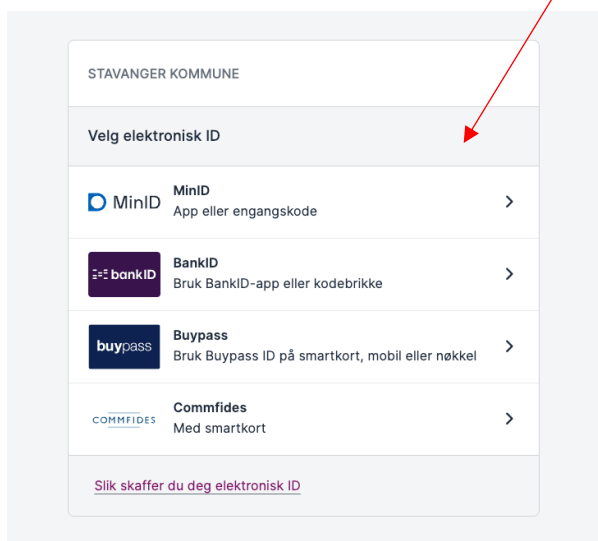 STAVANGER KOMMUNE
Velg elektronisk ID
MinID
MinID
App eller engangskode
bankID
BankID
Bruk BankID-app eller kodebrikke
buypass
Buypass
Bruk Buypass ID på smartkort, mobil eller nøkkel
COMMFIDES
Commfides
Med smartkort
Slik skaffer du deg elektronisk ID